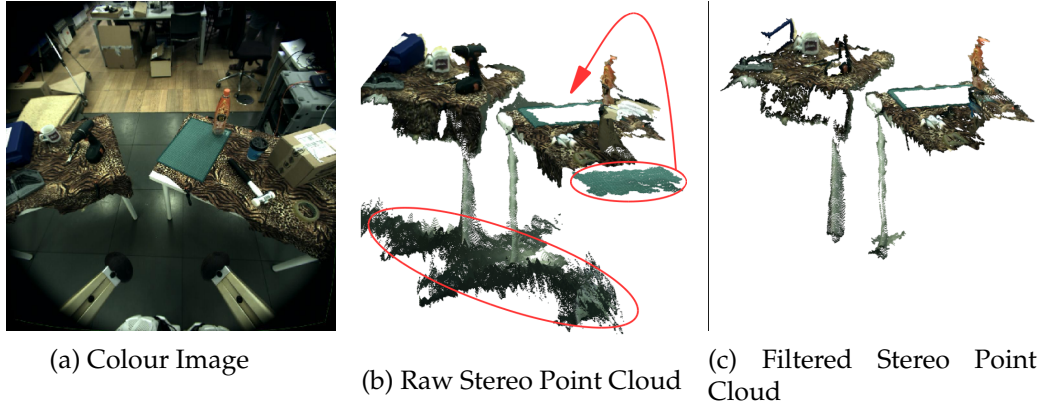 (a) Colour Image
(b) Raw Stereo Point Cloud
(c) Filtered Stereo Point
Cloud